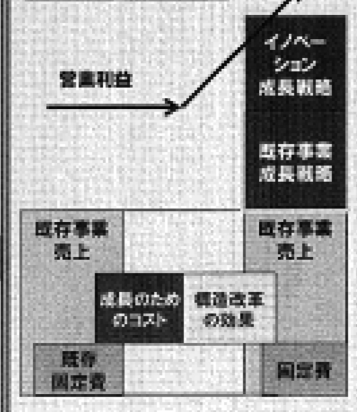 イノベー
ション
成長戦略
営業利益
既存事業
成長戦略
既存事業
売上
既存事業
売上
成長のため
のコスト
構造改革
の効果
既存
固定費
固定費